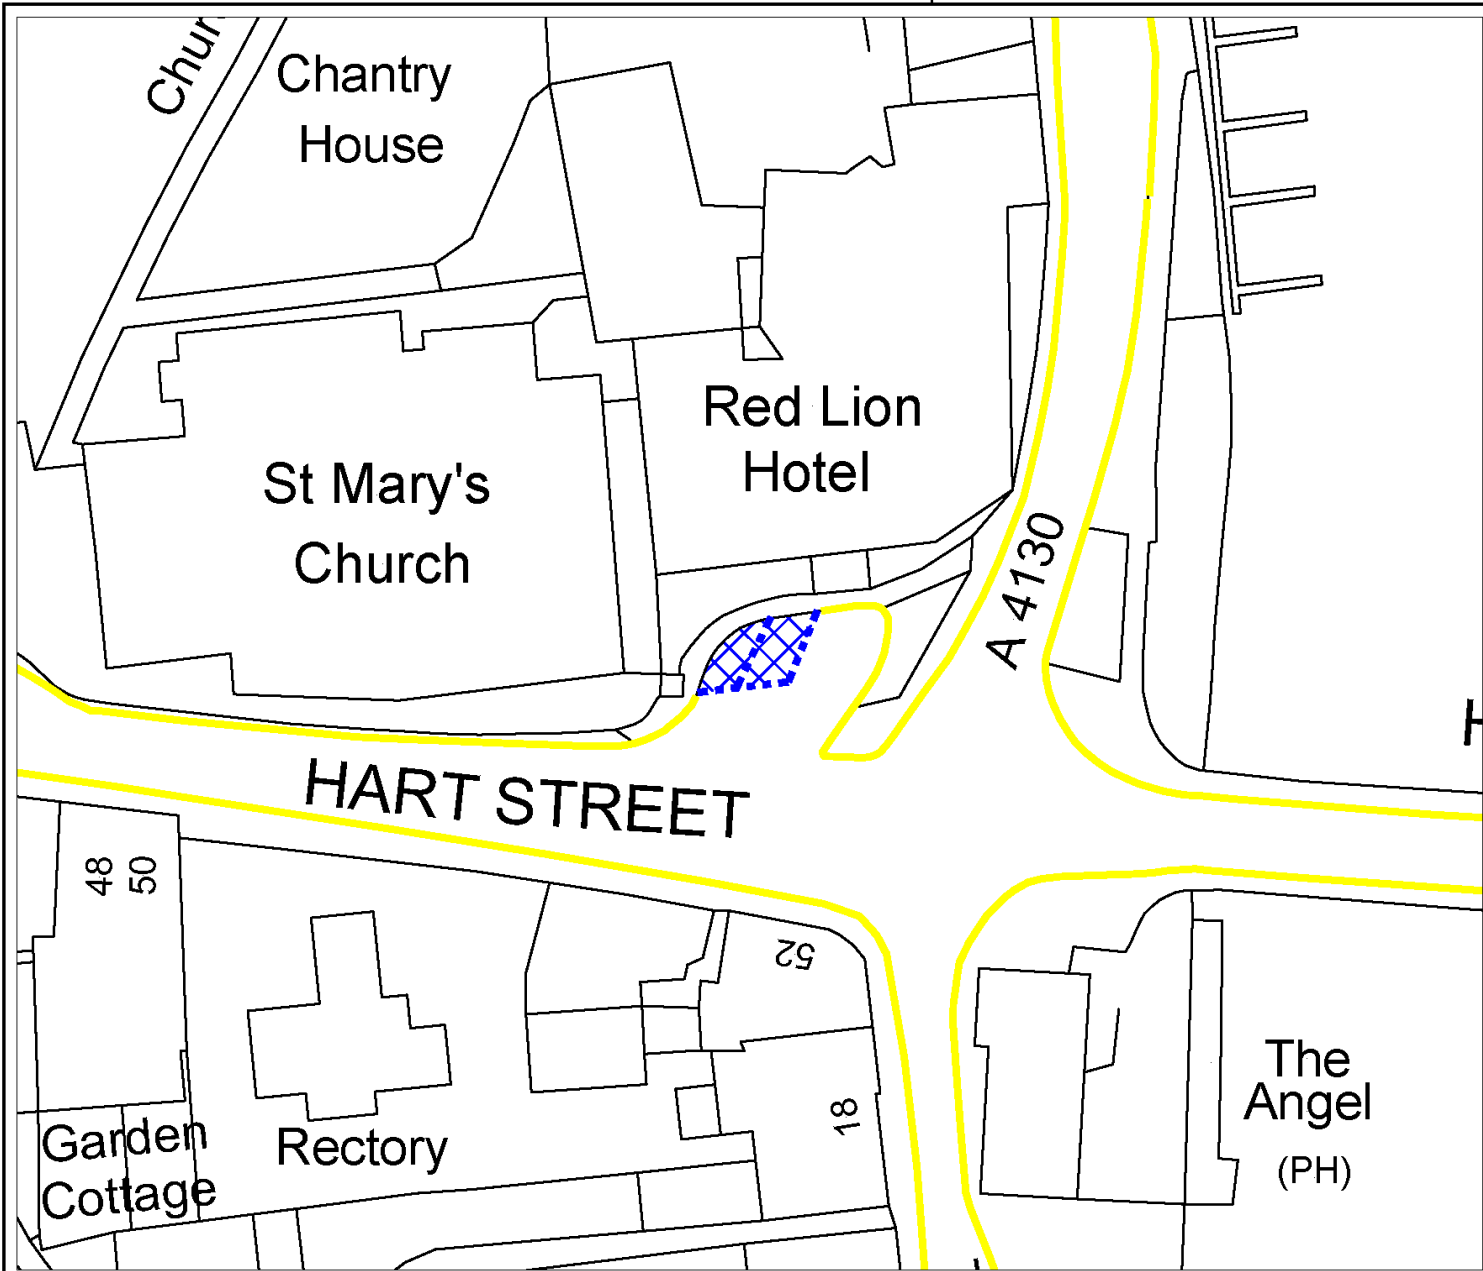 Chantry
House
Red Lion
Hotel
St Mary's
Church
A 4130
HART STREET
48
50
52
18
Garden
Cottage
Rectory
The
Angel
(PH)